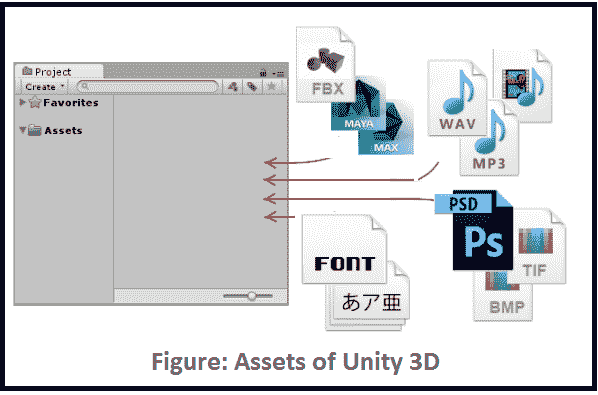 Project
Create
Favorites
Assets
FBX
MAYA
MAX
WAV
MP3
PSD
Ps
TIF
BMP
FONT
あア亜
Figure: Assets of Unity 3D